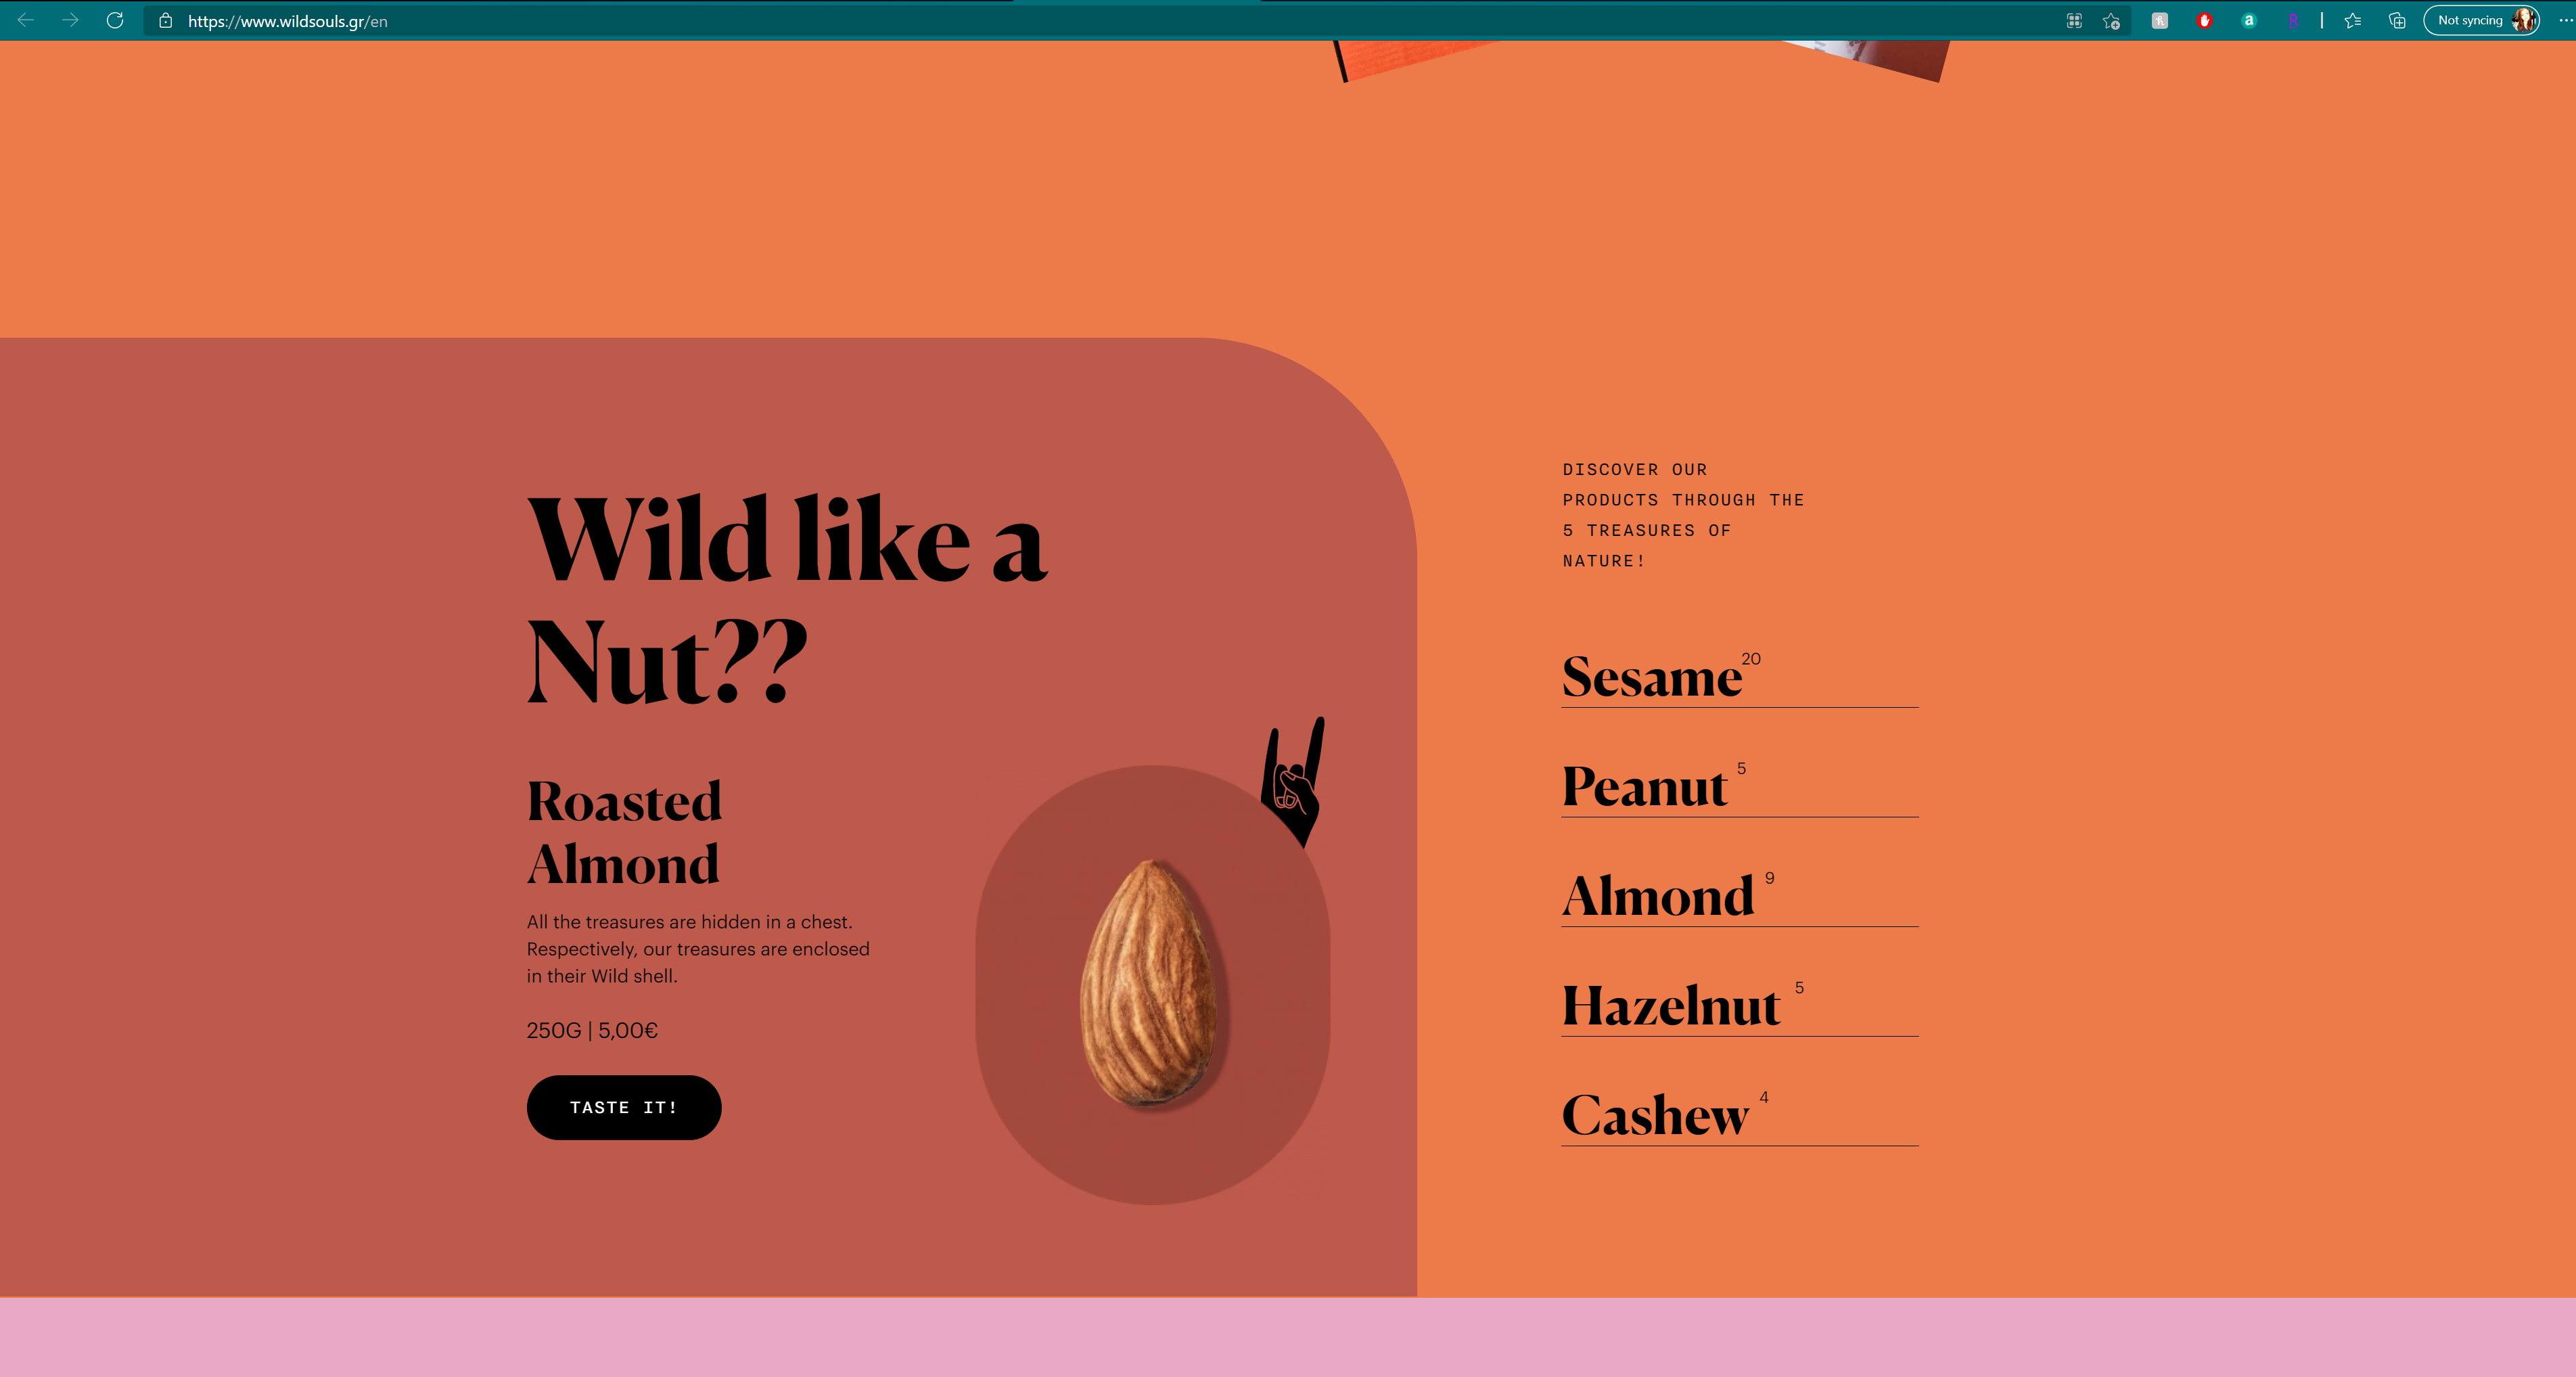 https://www.wildsouls.gr/en
Not syncing
Wild like a
Nut??
Roasted
Almond
All the treasures are hidden in a chest.
Respectively, our treasures are enclosed
in their Wild shell.
250G | 5,00€
TASTE IT!
DISCOVER OUR
PRODUCTS THROUGH THE
5 TREASURES OF
NATURE!
Sesame 20
Peanut 5
Almond 9
Hazelnut 5
Cashew 4